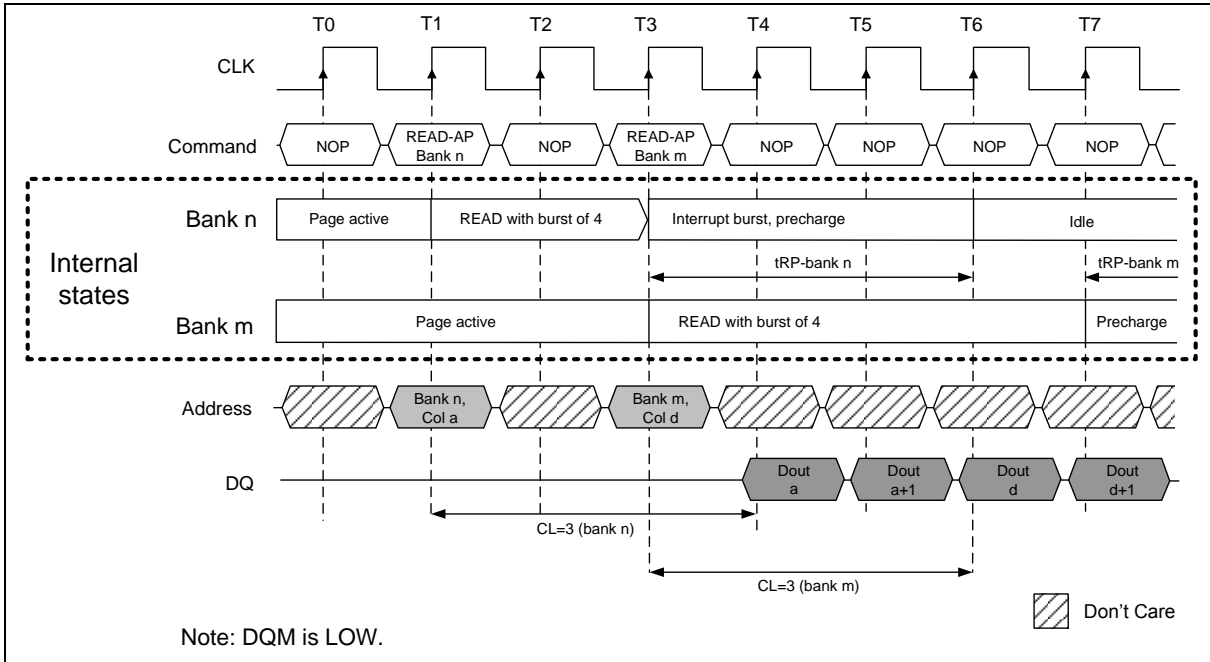 T0 T1 T2 T3 T4 T5 T6 T7
CLK
Command NOP READ-AP Bank n NOP READ-AP Bank m NOP NOP NOP NOP
Bank n Page active READ with burst of 4 Interrupt burst, precharge Idle
tRP-bank n tRP-bank m
Internal
states
Bank m Page active READ with burst of 4 Precharge
Address Bank n, Col a Bank m, Col d
DQ Dout a Dout a+1 Dout d Dout d+1
CL=3 (bank n)
CL=3 (bank m)
Don't Care
Note: DQM is LOW.